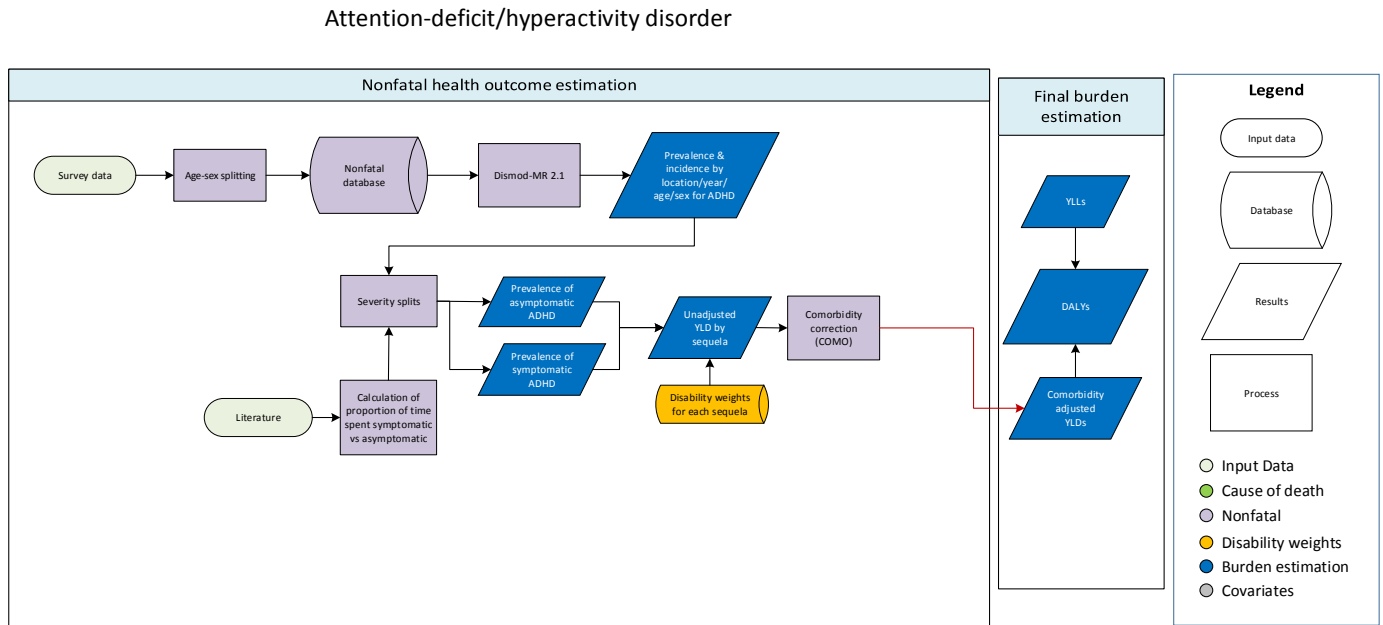 Attention-deficit/hyperactivity disorder
Nonfatal health outcome estimation
Survey data
Age-sex splitting
Nonfatal
database
Dismod-MR 2.1
Prevalence &
incidence by
location/year/
age/sex for ADHD
Severity splits
Prevalence of
asymptomatic
ADHD
Prevalence of
symptomatic
ADHD
Unadjusted
YLD by
sequela
Comorbidity
correction
(COMO)
Disability weights
for each sequela
Literature
Calculation of
proportion of time
spent symptomatic
vs asymptomatic
Final burden
estimation
YLLs
DALYs
Comorbidity
adjusted
YLDs
Legend
Input data
Database
Results
Process
Input Data
Cause of death
Nonfatal
Disability weights
Burden estimation
Covariates